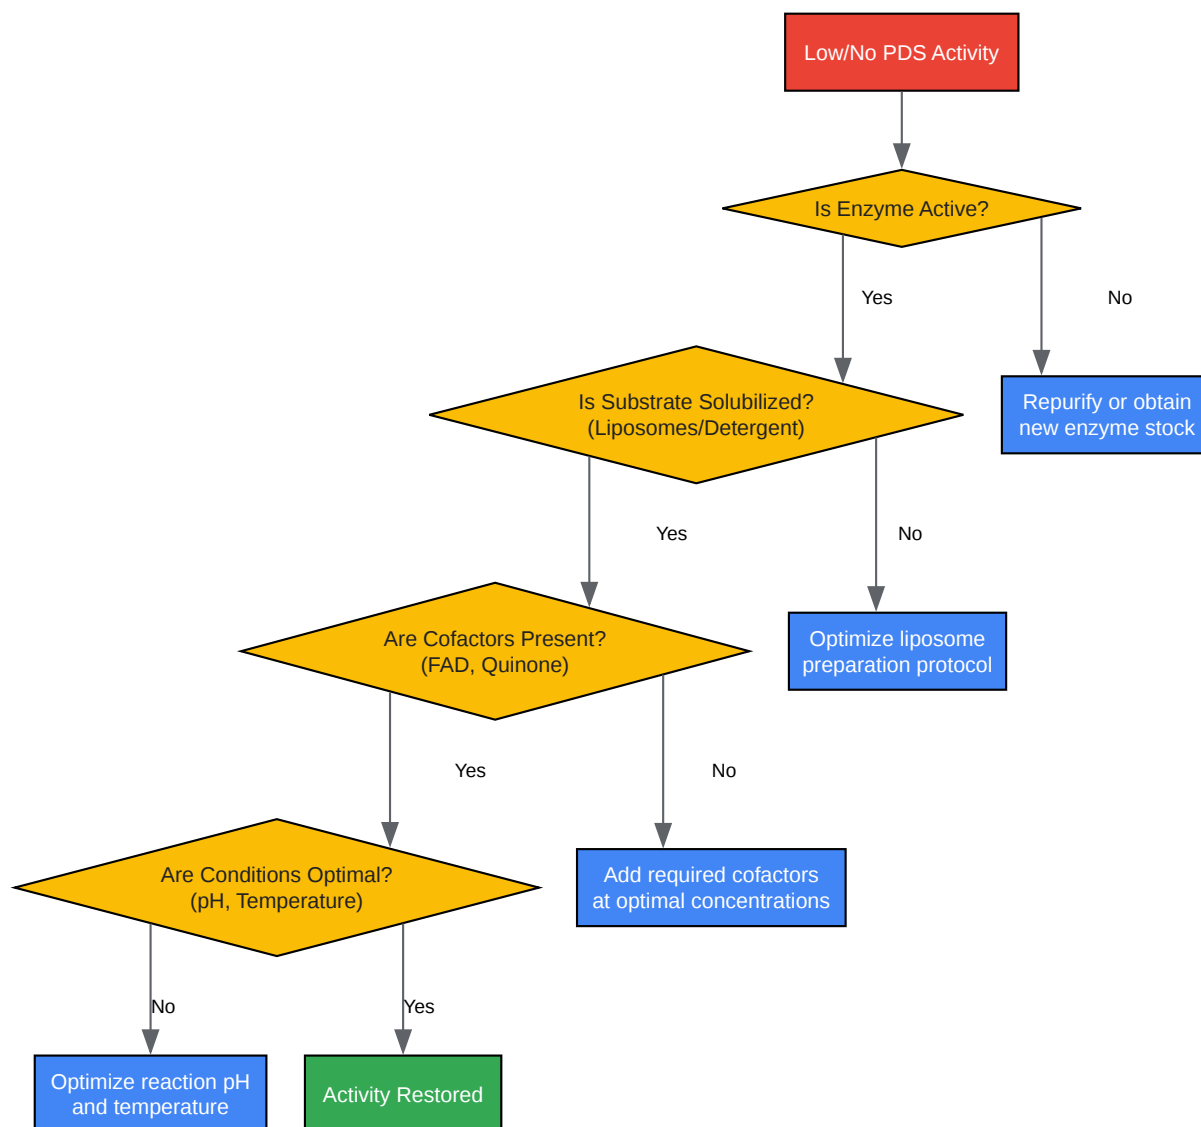 Low/No PDS Activity
Is Enzyme Active?
Yes
No
Is Substrate Solubilized?
(Liposomes/Detergent)
Repurify or obtain
new enzyme stock
Yes
No
Are Cofactors Present?
(FAD, Quinone)
Optimize liposome
preparation protocol
Yes
No
Are Conditions Optimal?
(pH, Temperature)
Add required cofactors
at optimal concentrations
No
Yes
Optimize reaction pH
and temperature
Activity Restored